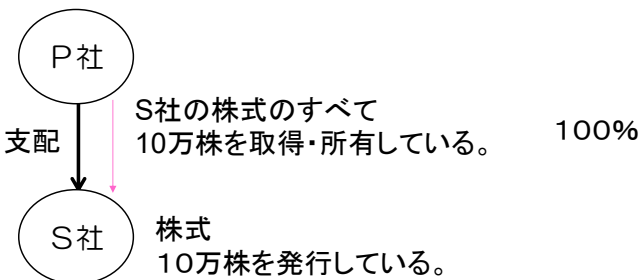 P社
S社の株式のすべて
支配
10万株を取得・所有している。
100%
S社
株式
10万株を発行している。